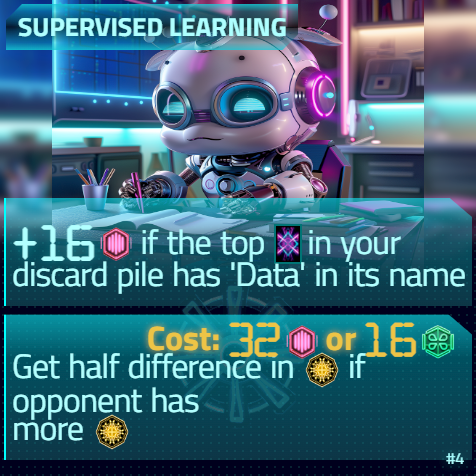 SUPERVISED LEARNING
+16 if the top in your
discard pile has 'Data' in its name
Cost: 32 or 16
Get half difference in if
opponent has
more
#4